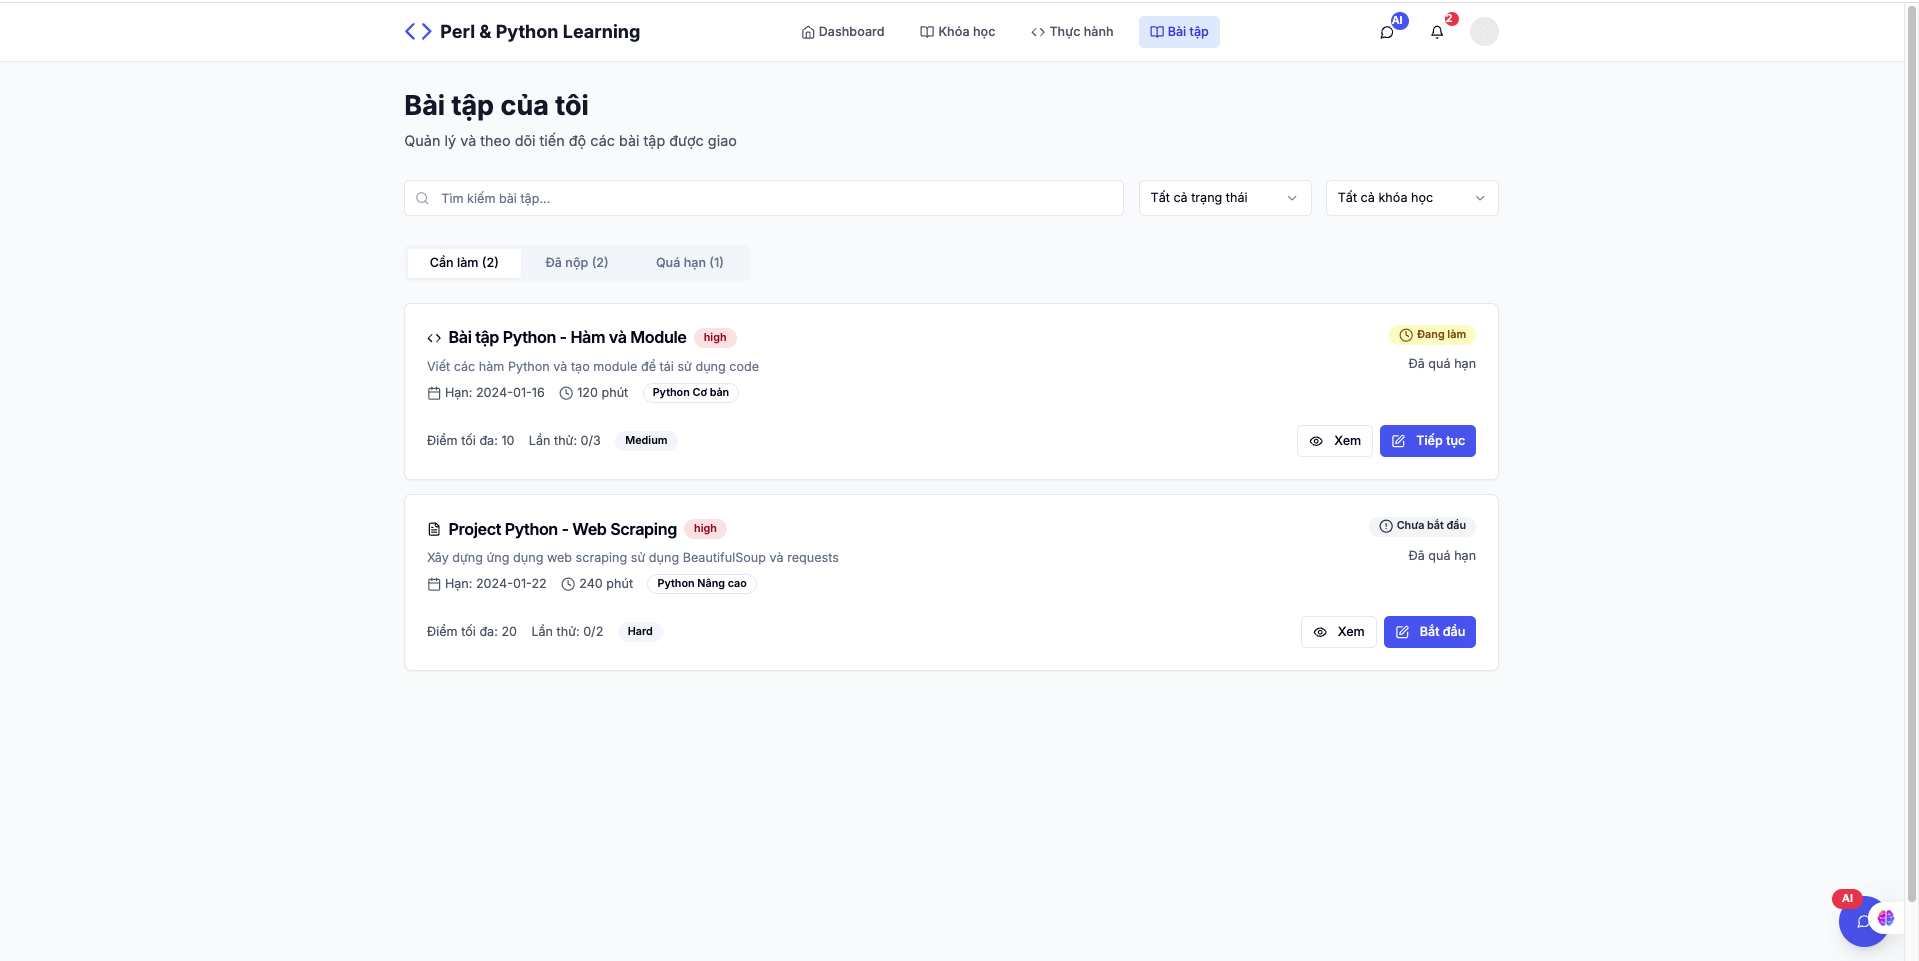 Perl & Python Learning
Dashboard
Khóa học
Thực hành
Bài tập
AI
2
Bài tập của tôi
Quản lý và theo dõi tiến độ các bài tập được giao
Tìm kiếm bài tập...
Tất cả trạng thái
Tất cả khóa học
Cần làm (2)
Đã nộp (2)
Quá hạn (1)
Bài tập Python - Hàm và Module
high
Đang làm
Viết các hàm Python và tạo module để tái sử dụng code
Đã quá hạn
Hạn: 2024-01-16
120 phút
Python Cơ bản
Điểm tối đa: 10
Lần thử: 0/3
Medium
Xem
Tiếp tục
Project Python - Web Scraping
high
Chưa bắt đầu
Xây dựng ứng dụng web scraping sử dụng BeautifulSoup và requests
Đã quá hạn
Hạn: 2024-01-22
240 phút
Python Nâng cao
Điểm tối đa: 20
Lần thử: 0/2
Hard
Xem
Bắt đầu
AI